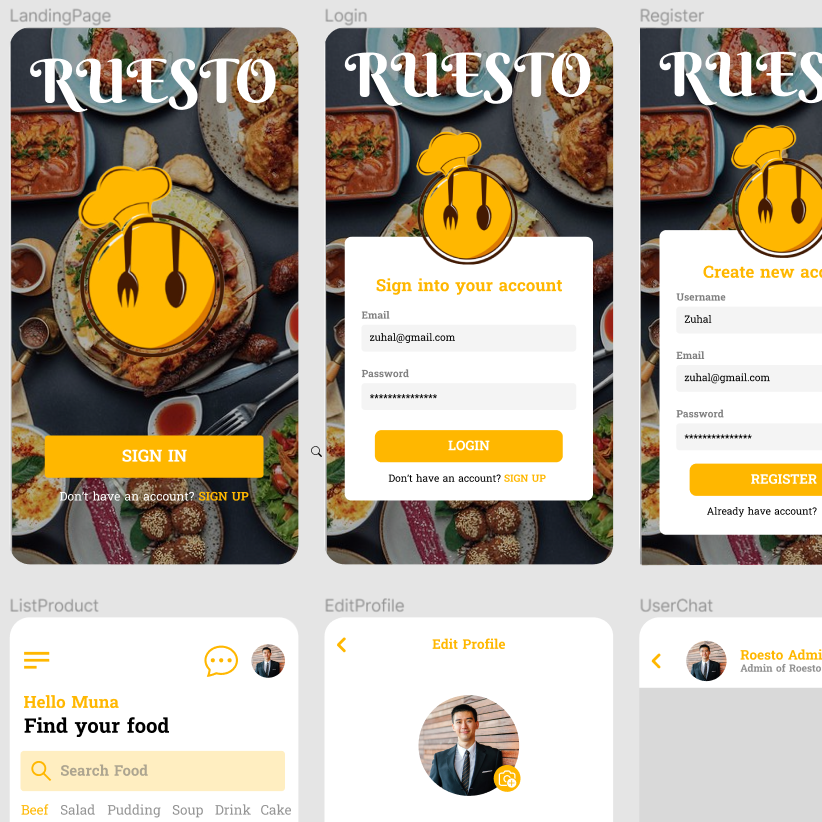 LandingPage
RUESTO
SIGN IN
Don't have an account? SIGN UP
Login
RUESTO
Sign into your account
Email
zuhal@gmail.com
Password
***************
LOGIN
Don't have an account? SIGN UP
Register
RUES
Create new acc
Username
Zuhal
Email
zuhal@gmail.com
Password
***************
REGISTER
Already have account?
ListProduct
Hello Muna
Find your food
Search Food
Beef Salad Pudding Soup Drink Cake
EditProfile
Edit Profile
UserChat
Roesto Admi
Admin of Roesto